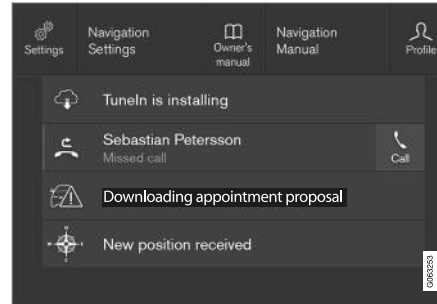 Settings
Navigation
Settings
Owner's
manual
Navigation
Manual
Profile
TuneIn is installing
Sebastian Petersson
Missed call
Call
Downloading appointment proposal
New position received
G063253